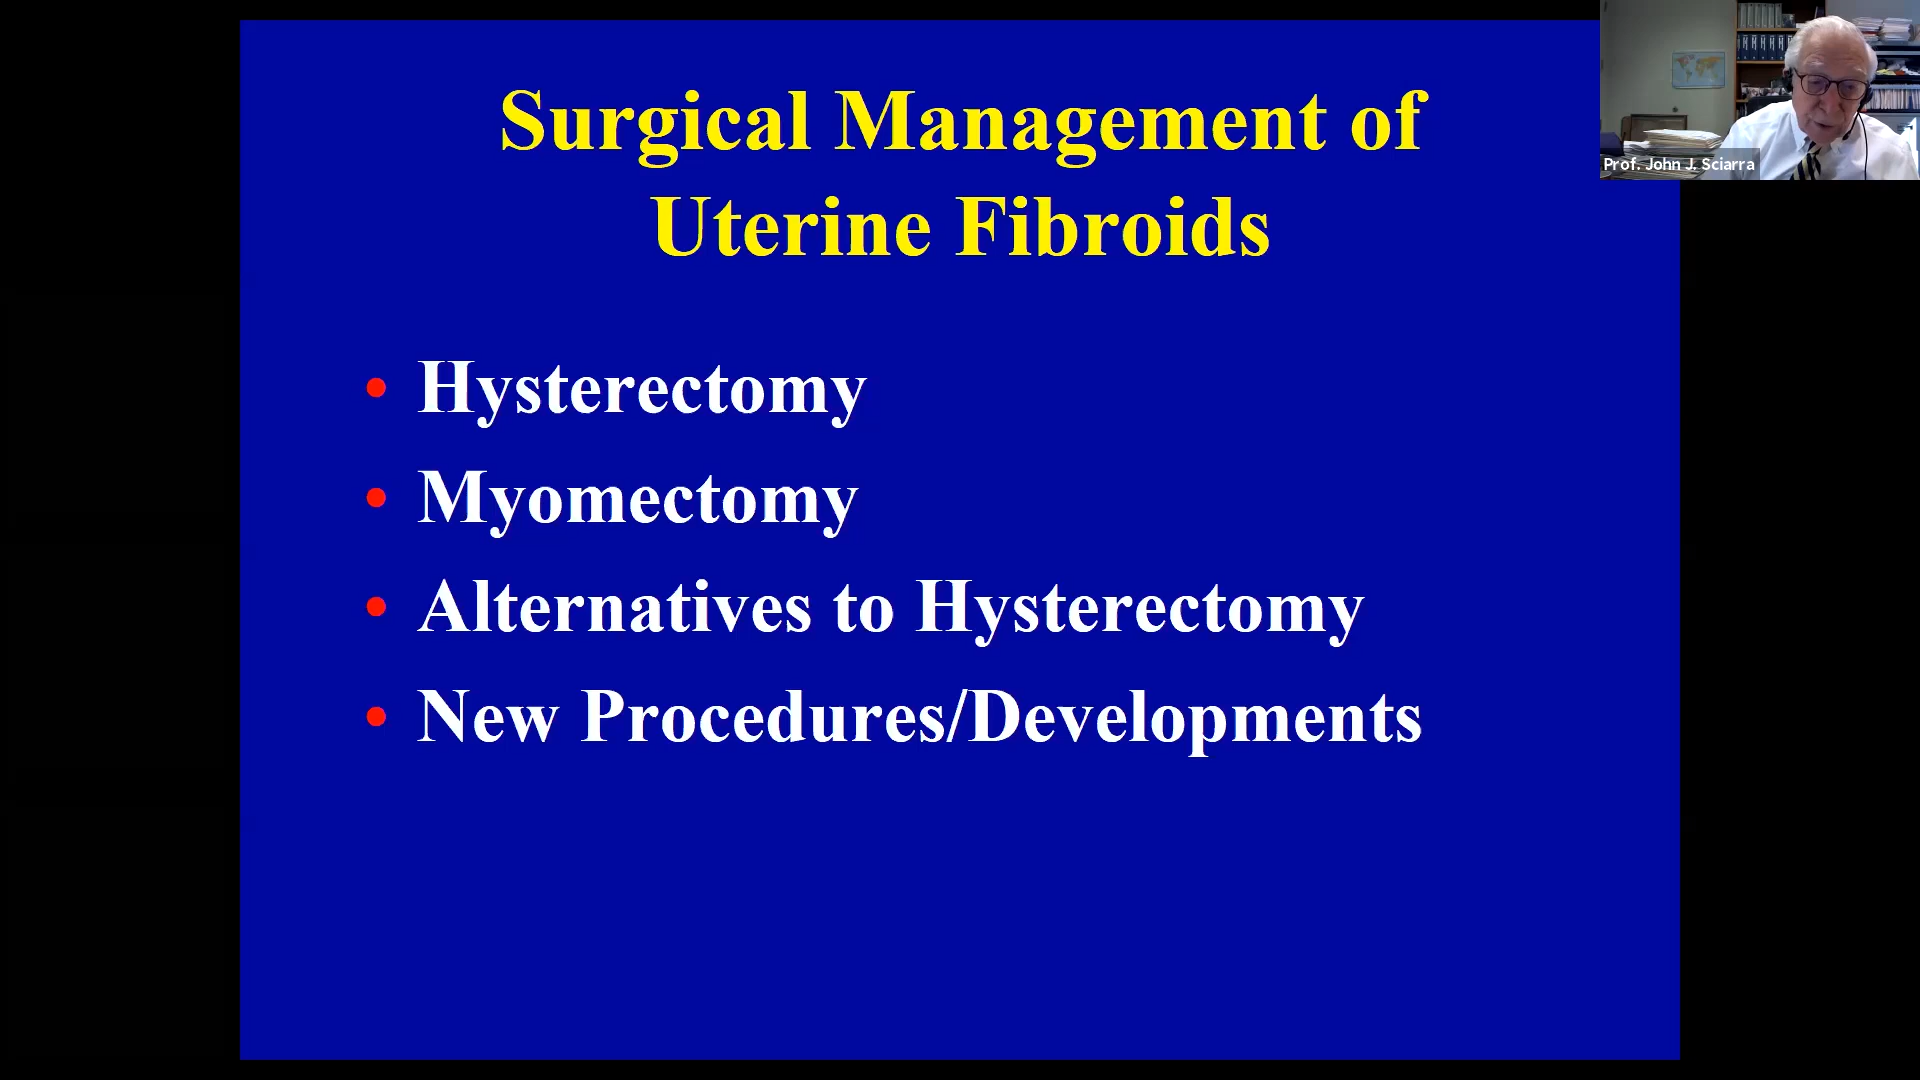 Surgical Management of
Uterine Fibroids
• Hysterectomy
• Myomectomy
• Alternatives to Hysterectomy
• New Procedures/Developments
Prof. John J. Sciarra